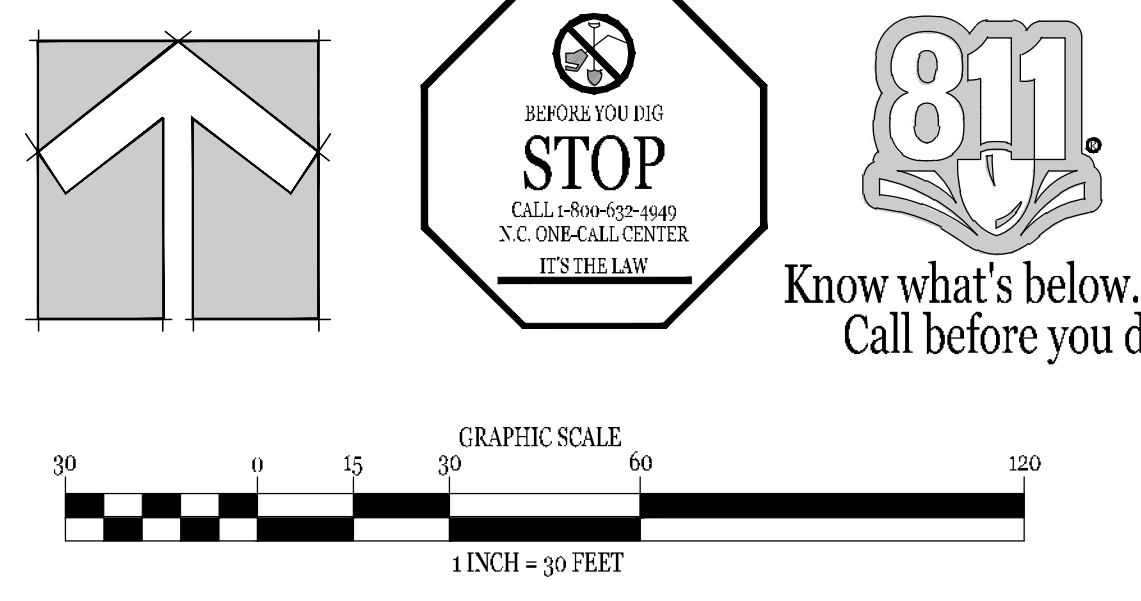 BEFORE YOU DIG
STOP
CALL 1-800-632-4949
N.C. ONE-CALL CENTER
IT'S THE LAW
811®
Know what's below.
Call before you d
GRAPHIC SCALE
30 0 15 30 60 120
1 INCH = 30 FEET